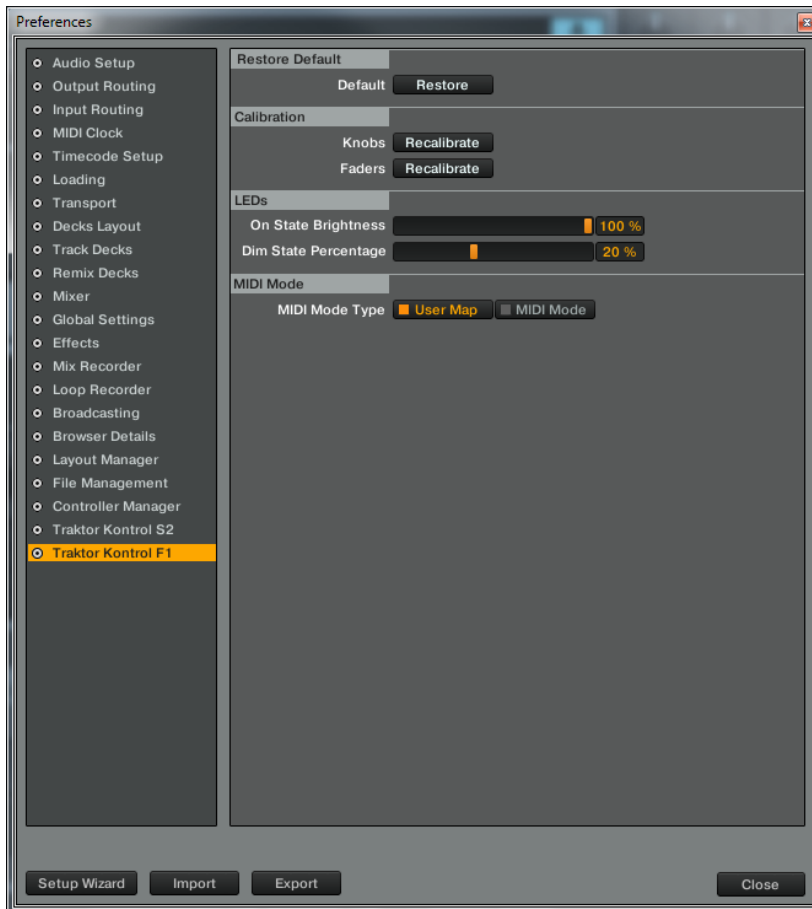 Preferences
Audio Setup
Output Routing
Input Routing
MIDI Clock
Timecode Setup
Loading
Transport
Decks Layout
Track Decks
Remix Decks
Mixer
Global Settings
Effects
Mix Recorder
Loop Recorder
Broadcasting
Browser Details
Layout Manager
File Management
Controller Manager
Traktor Kontrol S2
Traktor Kontrol F1
Restore Default
Default Restore
Calibration
Knobs Recalibrate
Faders Recalibrate
LEDs
On State Brightness 100 %
Dim State Percentage 20 %
MIDI Mode
MIDI Mode Type User Map MIDI Mode
Setup Wizard Import Export Close